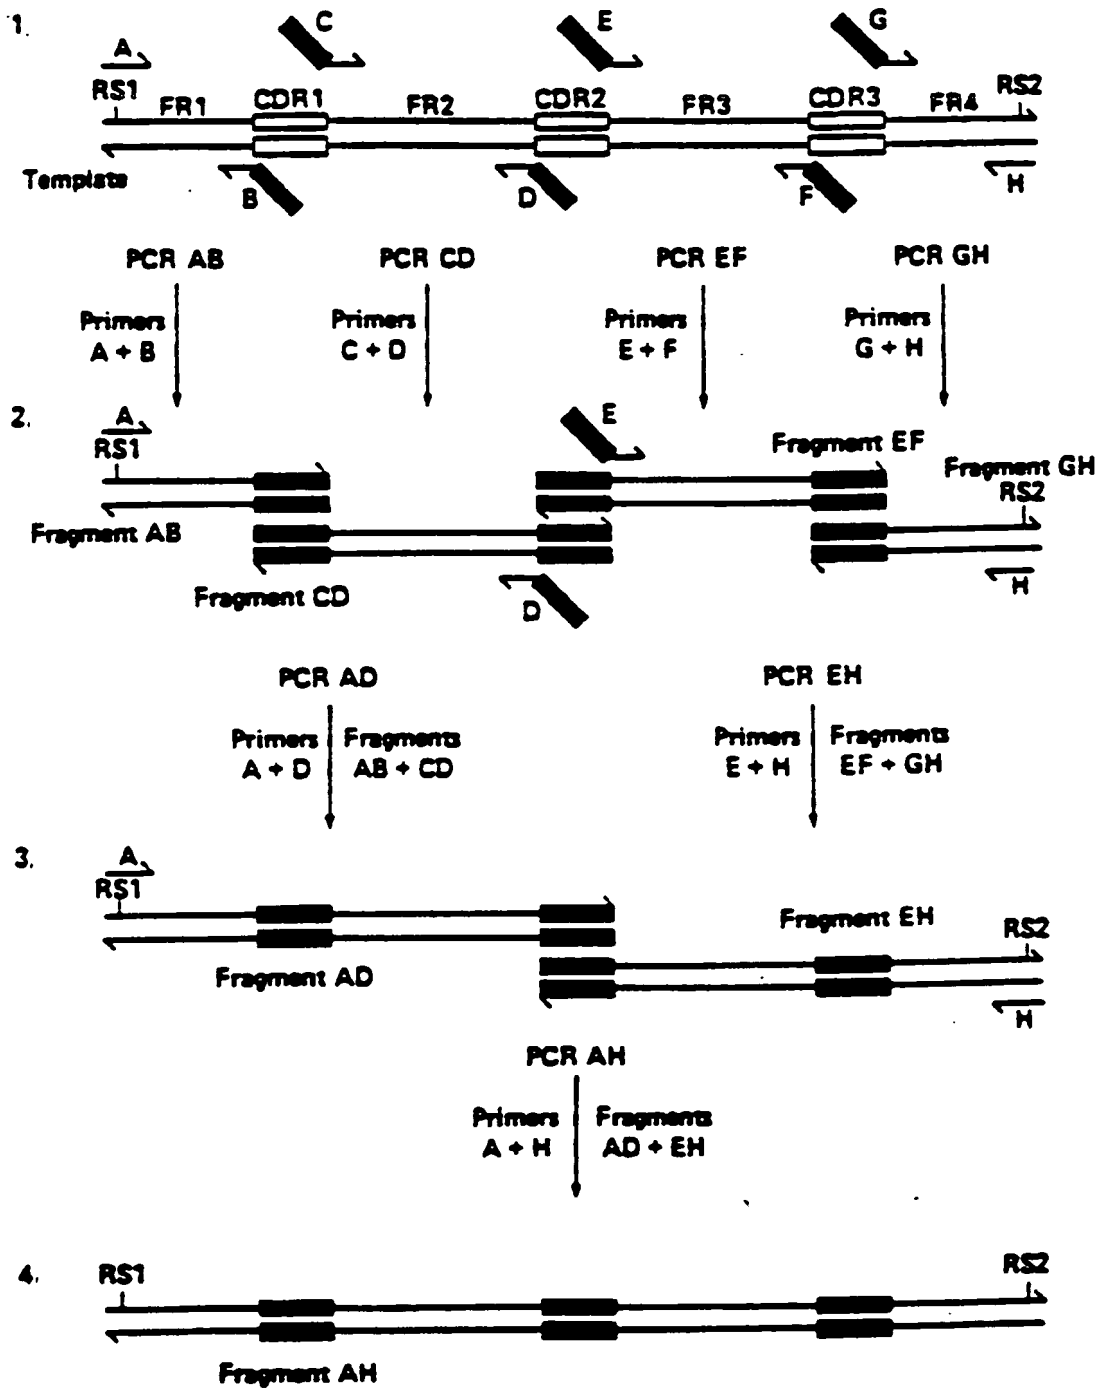 1.
C E G
A
RS1 FR1 CDR1 FR2 CDR2 FR3 CDR3 FR4 RS2
Template
B D F H
PCR AB PCR CD PCR EF PCR GH
Primers Primers Primers Primers
A + B C + D E + F G + H
2.
A E
RS1 Fragment EF
Fragment GH
RS2
Fragment AB
Fragment CD D H
PCR AD PCR EH
Primers Fragments Primers Fragments
A + D AB + CD E + H EF + GH
3.
A
RS1
Fragment EH RS2
Fragment AD
H
PCR AH
Primers Fragments
A + H AD + EH
4. RS1 RS2
Fragment AH